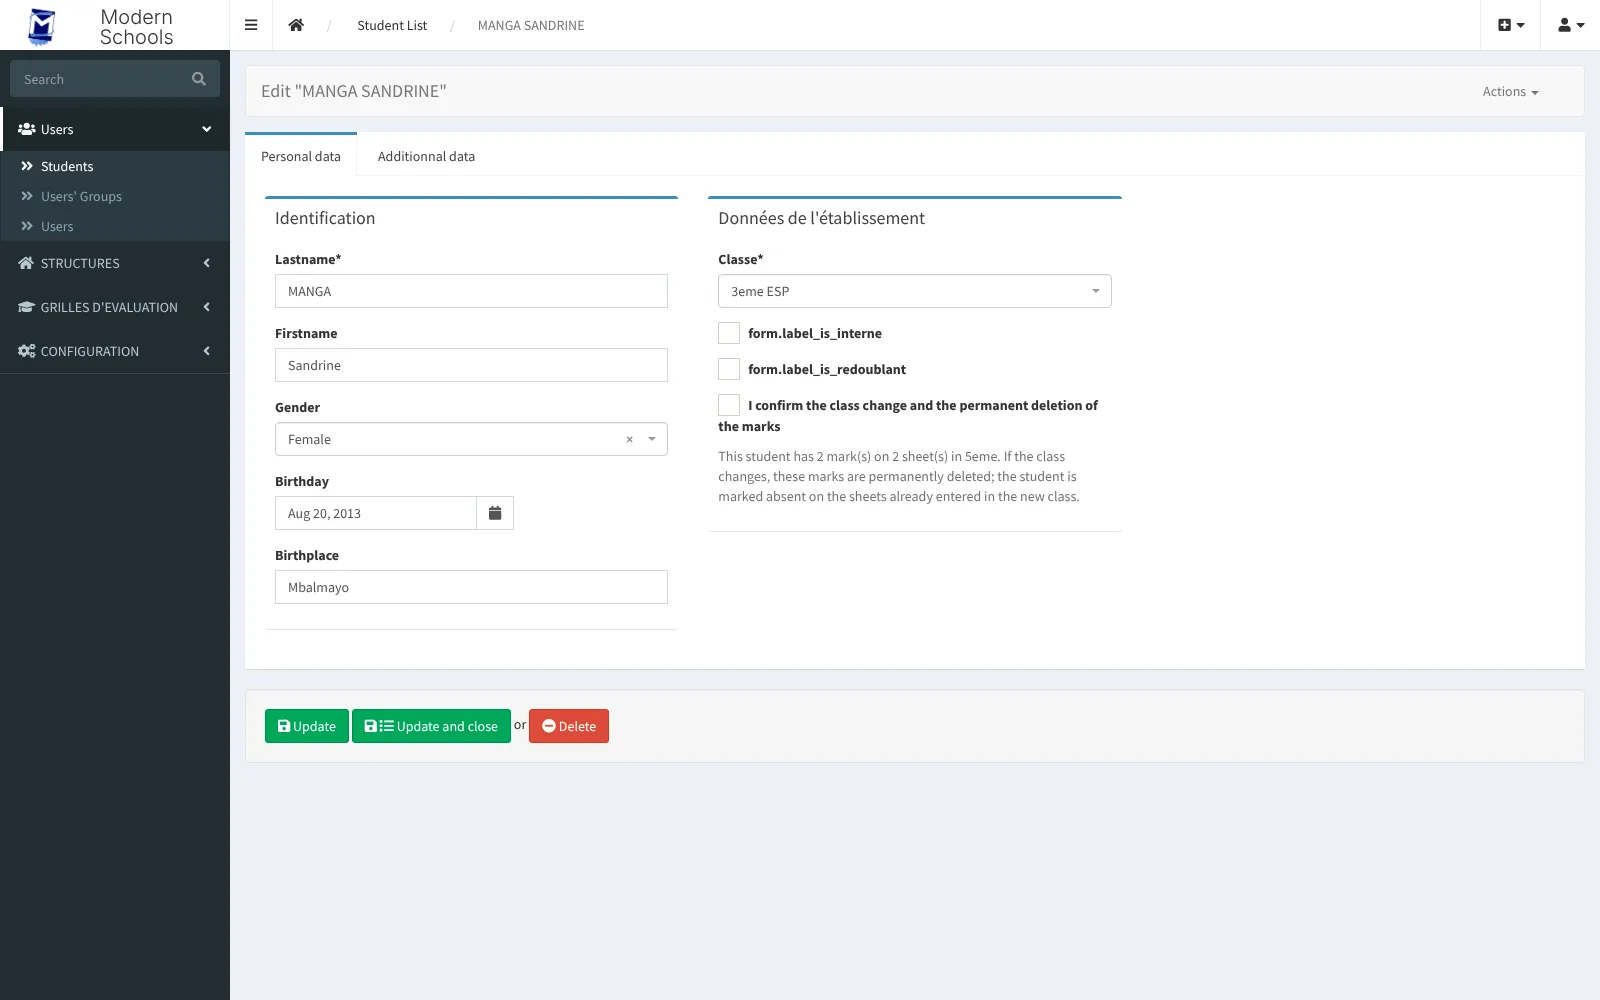 Modern
Schools
Student List
MANGA SANDRINE
Search
Users
Students
Users' Groups
Users
STRUCTURES
GRILLES D'EVALUATION
CONFIGURATION
Edit "MANGA SANDRINE"
Actions
Personal data
Additionnal data
Identification
Lastname*
MANGA
Firstname
Sandrine
Gender
Female
Birthday
Aug 20, 2013
Birthplace
Mbalmayo
Données de l'établissement
Classe*
3eme ESP
form.label_is_interne
form.label_is_redoublant
I confirm the class change and the permanent deletion of
the marks
This student has 2 mark(s) on 2 sheet(s) in 5eme. If the class
changes, these marks are permanently deleted; the student is
marked absent on the sheets already entered in the new class.
Update
Update and close
or
Delete